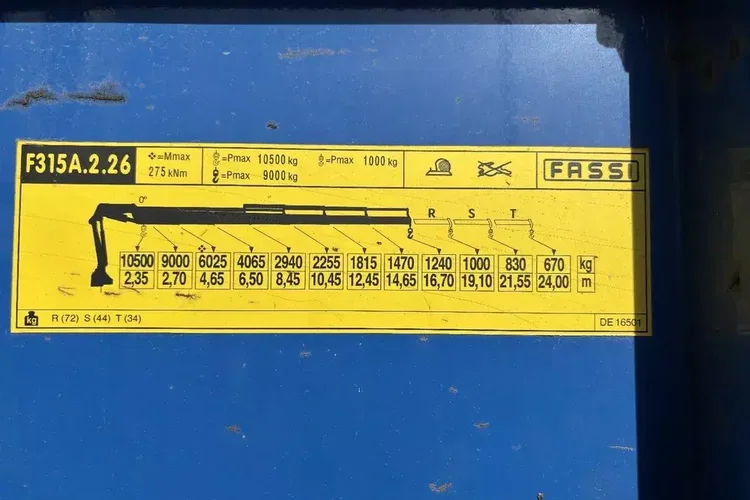 F315A.2.26
=Mmax
275 kNm
=Pmax 10500 kg
=Pmax 9000 kg
=Pmax 1000 kg
FASSI
0°
R S T
10500 9000 6025 4065 2940 2255 1815 1470 1240 1000 830 670 kg
2,35 2,70 4,65 6,50 8,45 10,45 12,45 14,65 16,70 19,10 21,55 24,00 m
kg R (72) S (44) T (34)
DE 16501